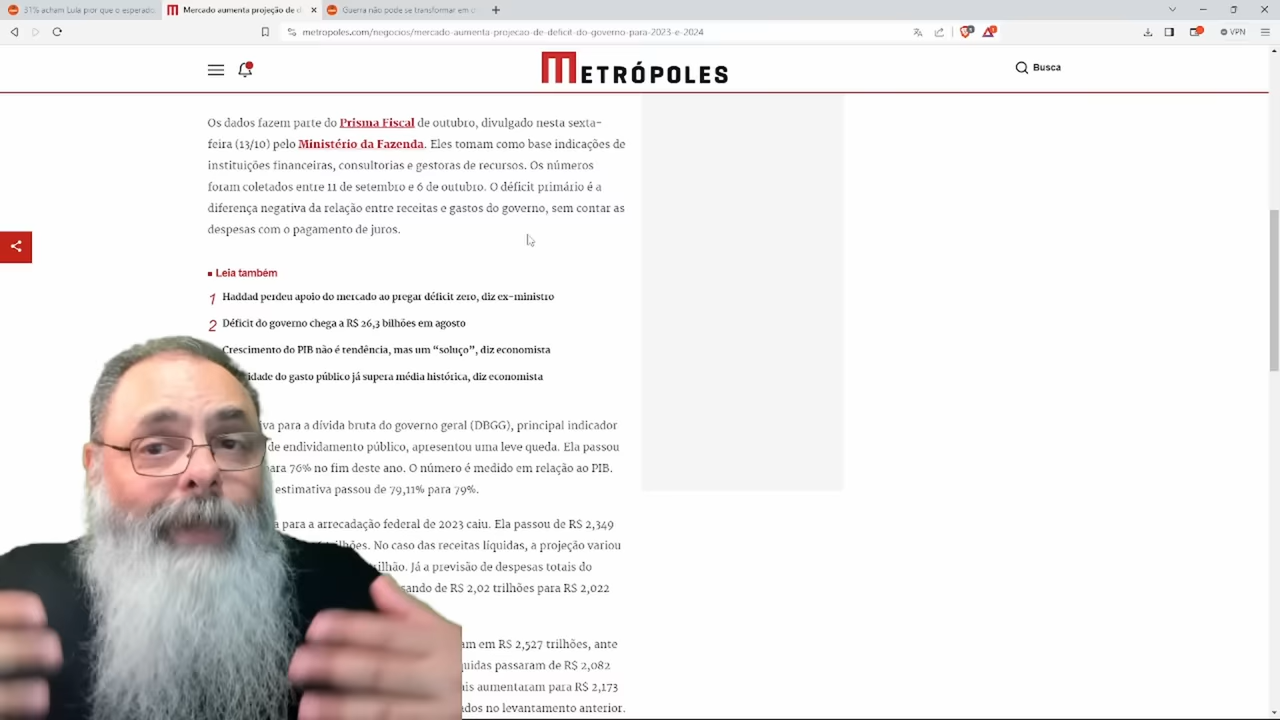 31% acham Lula por que o esperado
Mercado aumenta projeção de d
Guerra não pode se transformar em o
metropoles.com/negocios/mercado-aumenta-projecao-de-deficit-do-governo-para-2023-e-2024
VPN
METRÓPOLES
Busca
Os dados fazem parte do Prisma Fiscal de outubro, divulgado nesta sexta-
feira (13/10) pelo Ministério da Fazenda. Eles tomam como base indicações de
instituições financeiras, consultorias e gestoras de recursos. Os números
foram coletados entre 11 de setembro e 6 de outubro. O déficit primário é a
diferença negativa da relação entre receitas e gastos do governo, sem contar as
despesas com o pagamento de juros.
Leia também
1 Haddad perdeu apoio do mercado ao pregar déficit zero, diz ex-ministro
2 Déficit do governo chega a R$ 26,3 bilhões em agosto
Crescimento do PIB não é tendência, mas um “soluço”, diz economista
idade do gasto público já supera média histórica, diz economista
va para a dívida bruta do governo geral (DBGG), principal indicador
de endividamento público, apresentou uma leve queda. Ela passou
ara 76% no fim deste ano. O número é medido em relação ao PIB.
estimativa passou de 79,11% para 79%.
a para a arrecadação federal de 2023 caiu. Ela passou de R$ 2,349
ilhões. No caso das receitas líquidas, a projeção variou
rilhão. Já a previsão de despesas totais do
sando de R$ 2,02 trilhões para R$ 2,022
am em R$ 2,527 trilhões, ante
quidas passaram de R$ 2,082
ais aumentaram para R$ 2,173
ados no levantamento anterior.